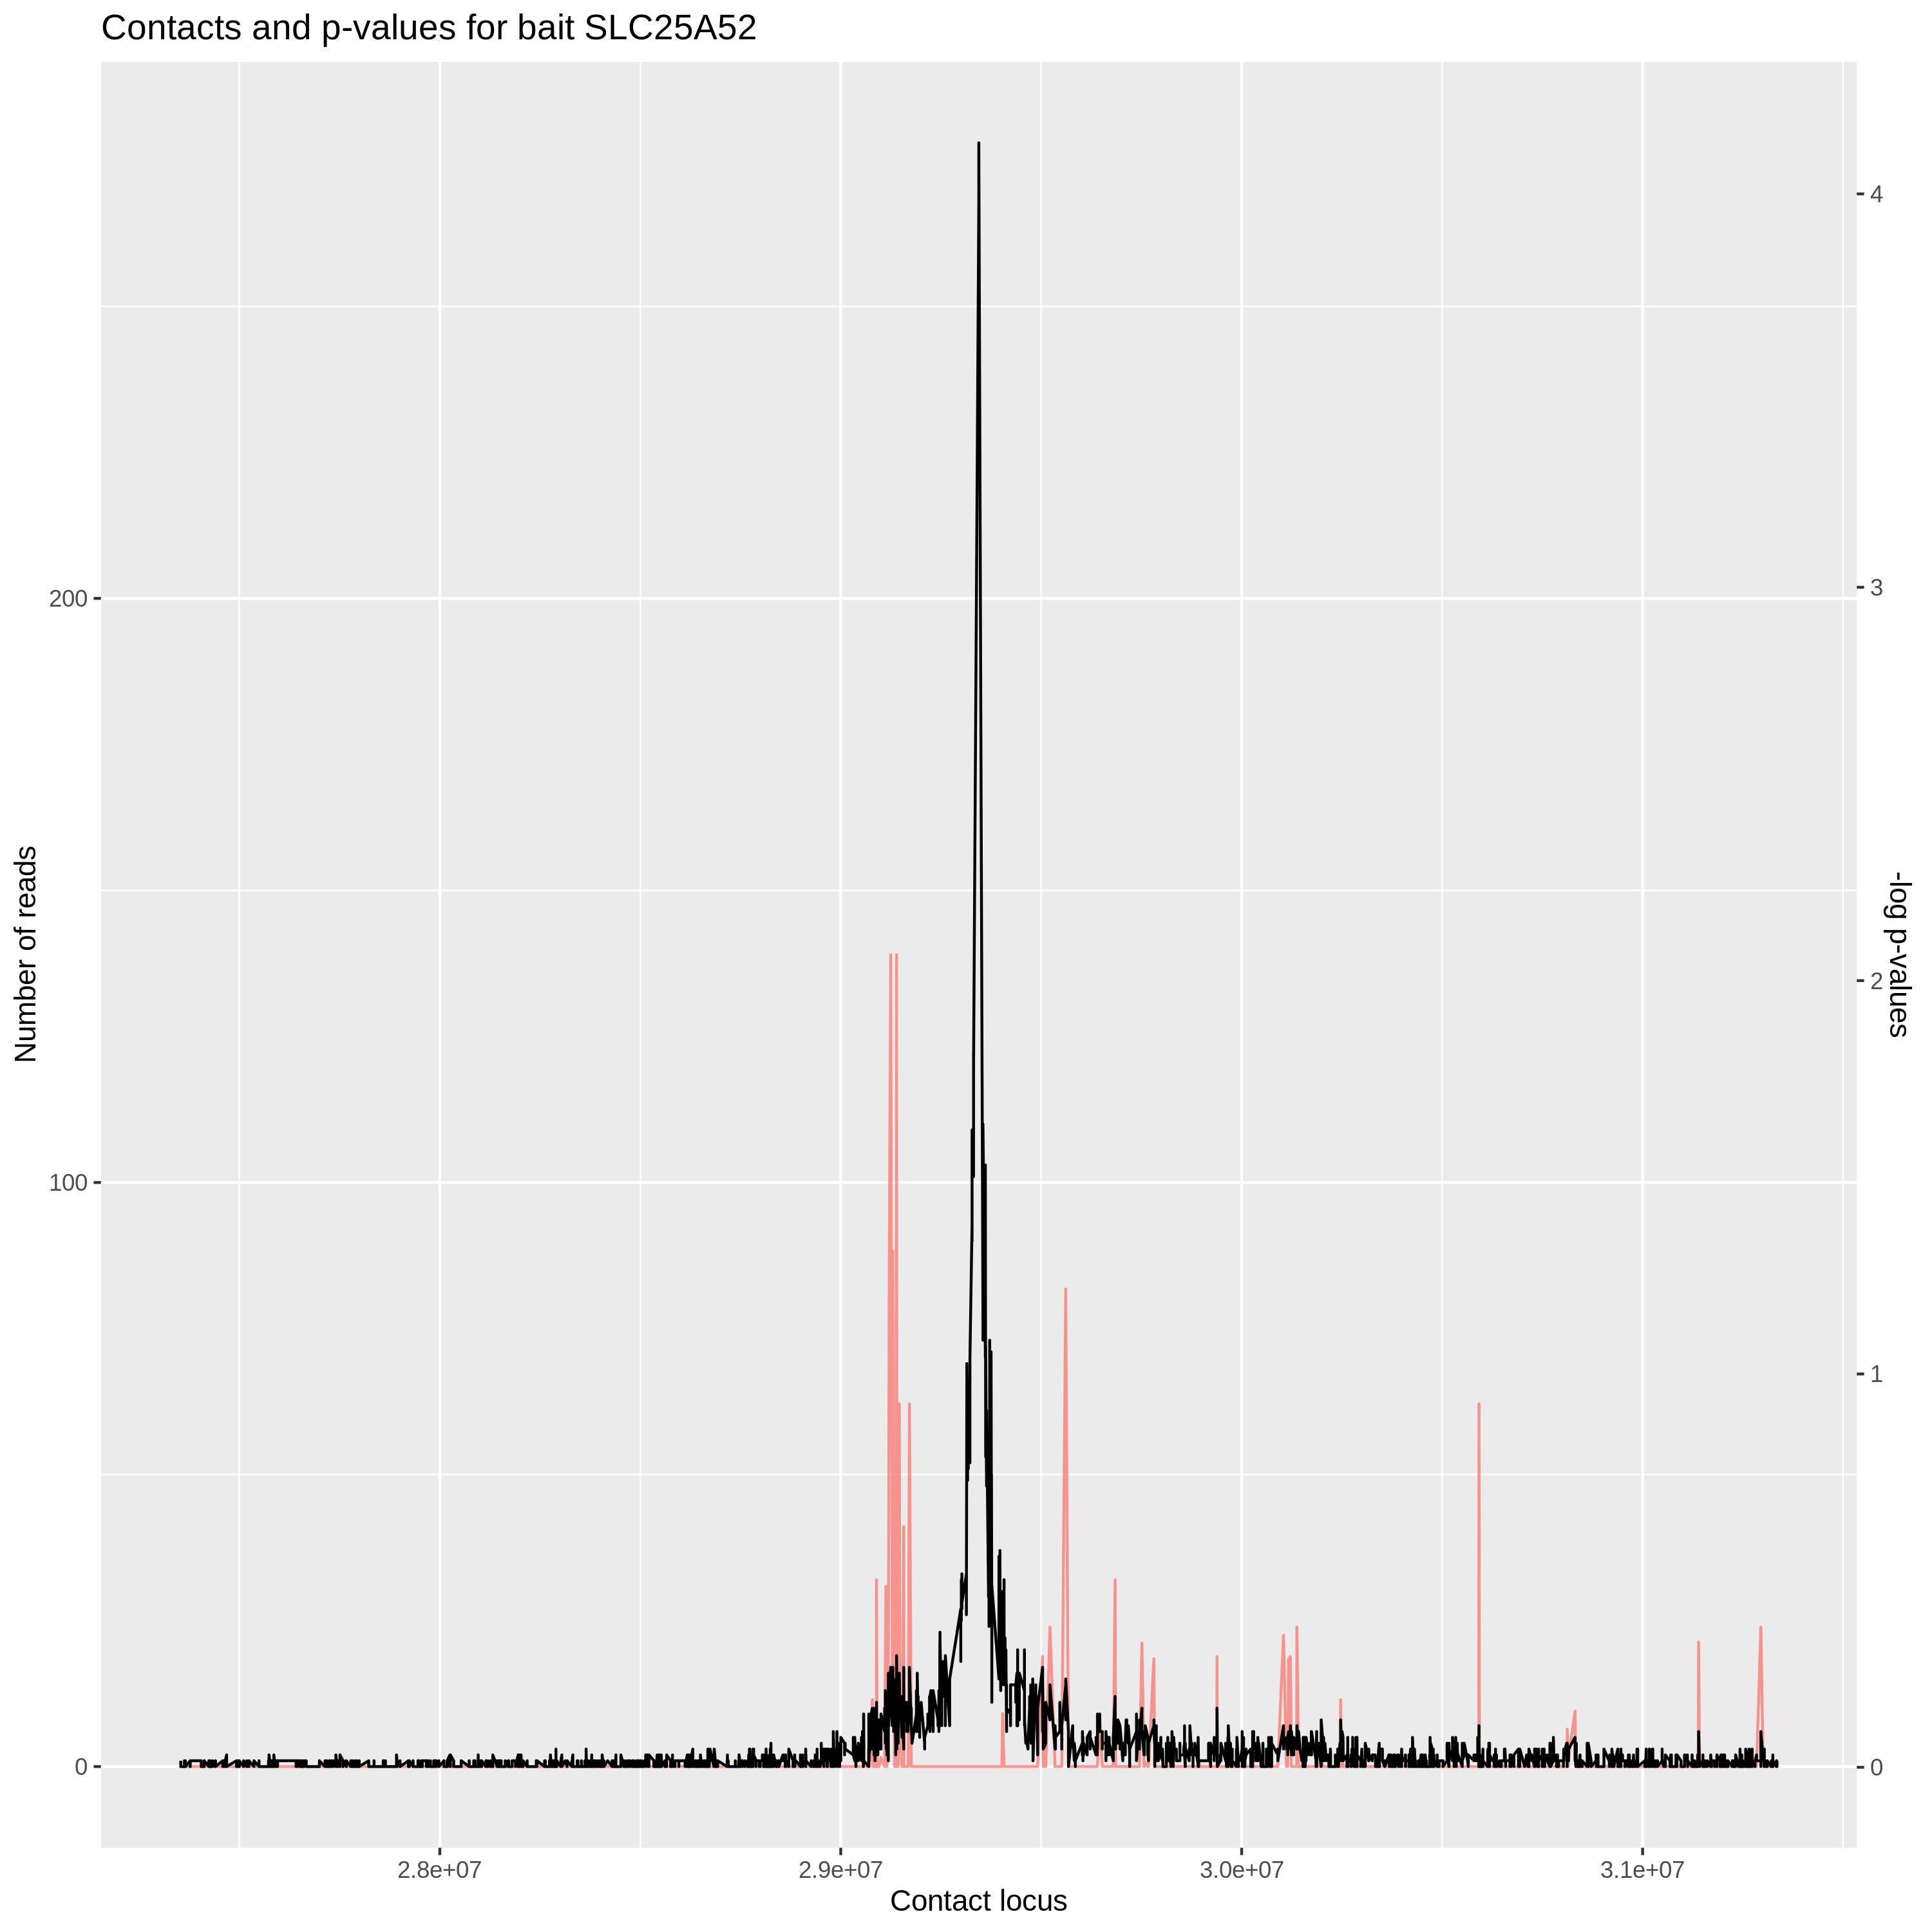 Contacts and p-values for bait SLC25A52
Number of reads
200
100
0
4
3
2
1
0
-log p-values
2.8e+07
2.9e+07
3.0e+07
3.1e+07
Contact locus